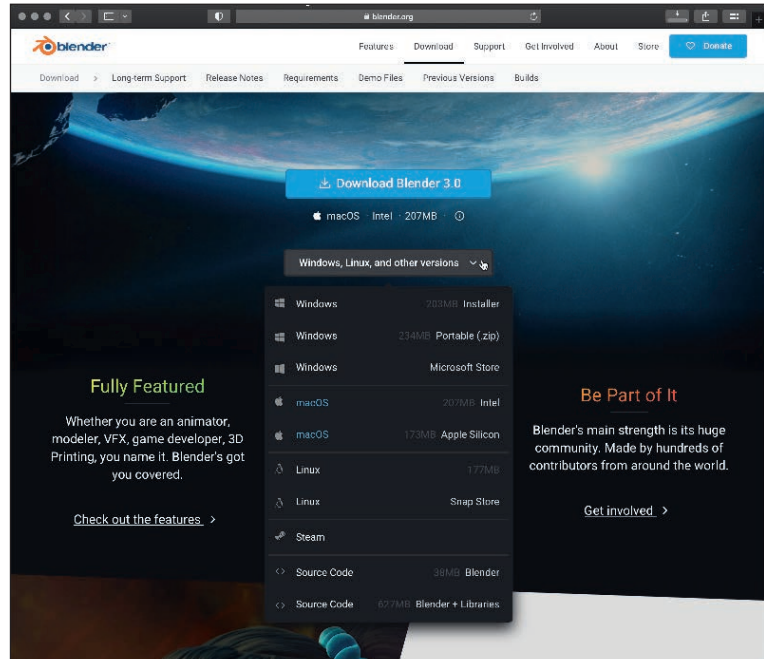 blender.org
blender
Features Download Support Get Involved About Store Donate
Download > Long-term Support Release Notes Requirements Demo Files Previous Versions Builds
Download Blender 3.0
macOS · Intel · 207MB
Windows, Linux, and other versions
Windows 203MB Installer
Windows 234MB Portable (.zip)
Windows Microsoft Store
macOS 207MB Intel
macOS 173MB Apple Silicon
Linux 177MB
Linux Snap Store
Steam
Source Code 38MB Blender
Source Code 627MB Blender + Libraries
Fully Featured
Whether you are an animator,
modeler, VFX, game developer, 3D
Printing, you name it. Blender's got
you covered.
Check out the features >
Be Part of It
Blender's main strength is its huge
community. Made by hundreds of
contributors from around the world.
Get involved >